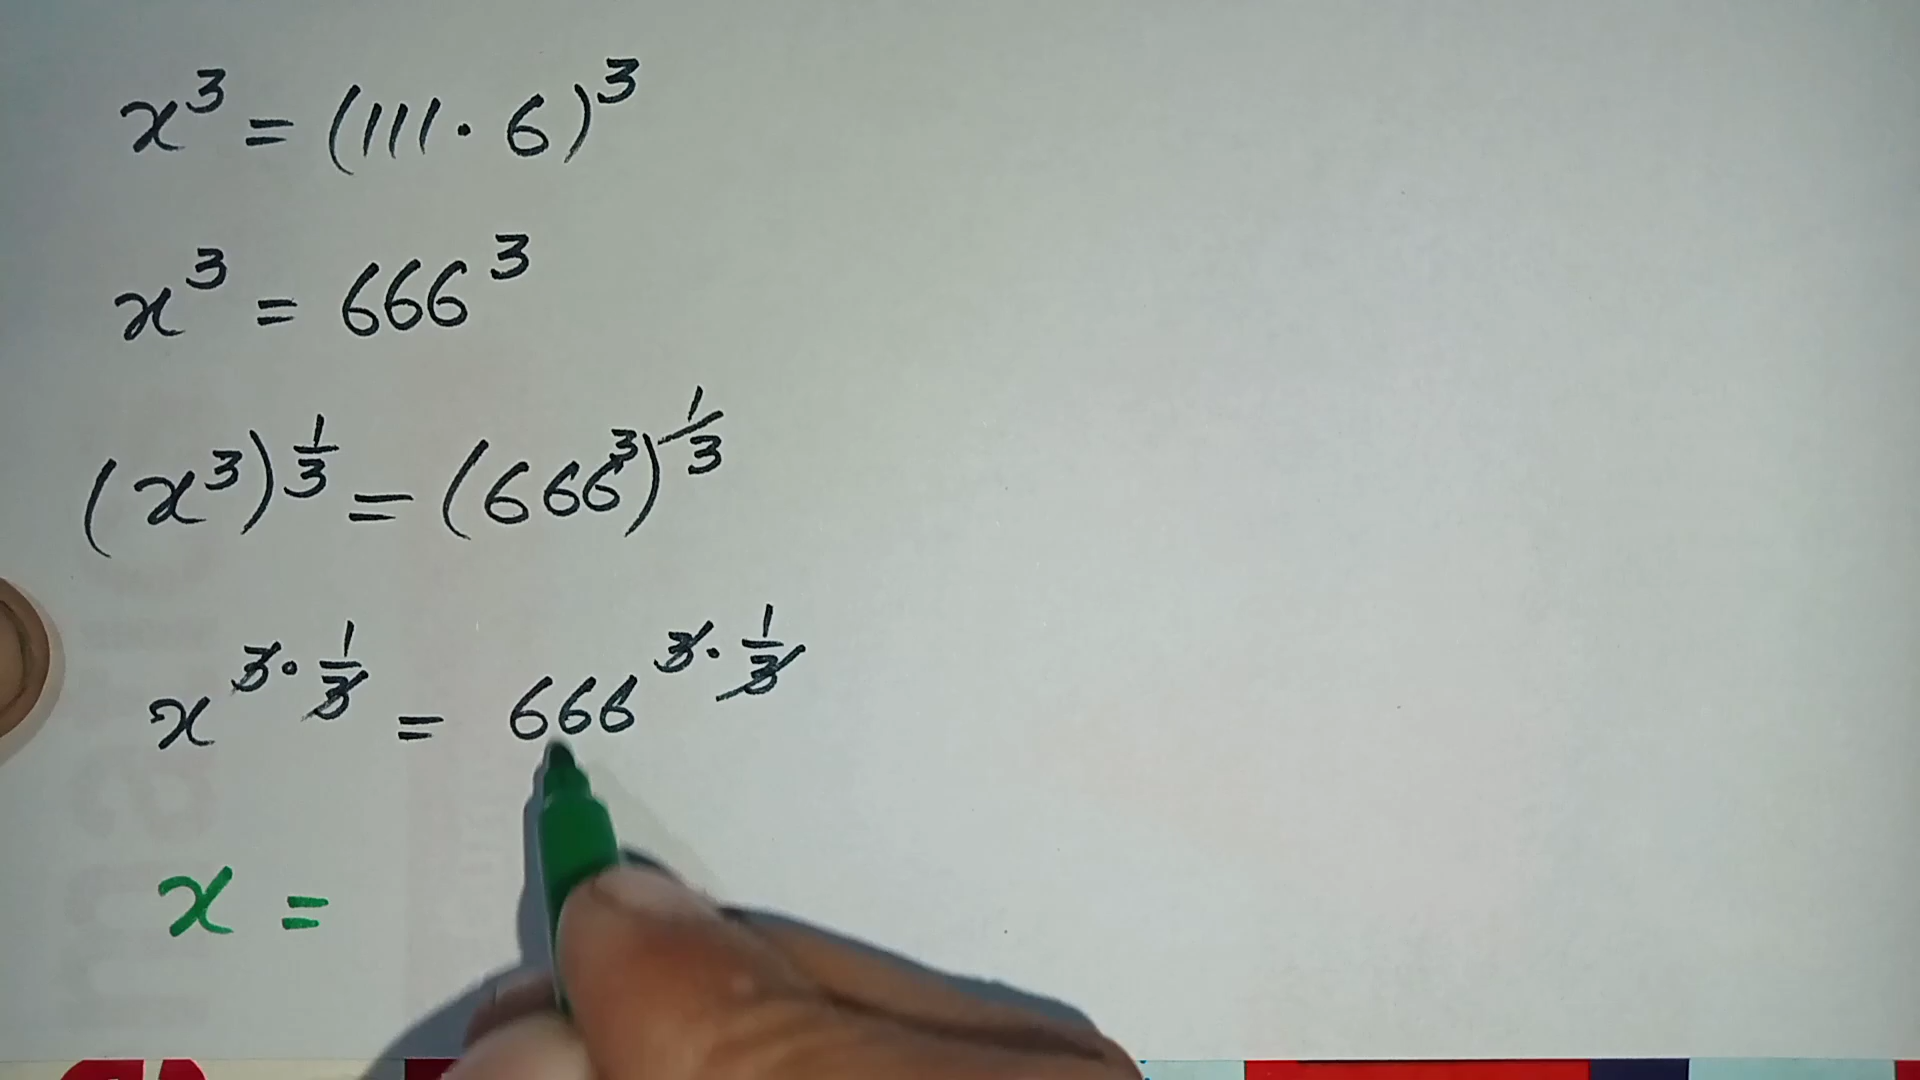 x³ = (111 · 6)³
x³ = 666³
(x³)^(1/3) = (666³)^(1/3)
x^(3 · 1/3) = 666^(3 · 1/3)
x =